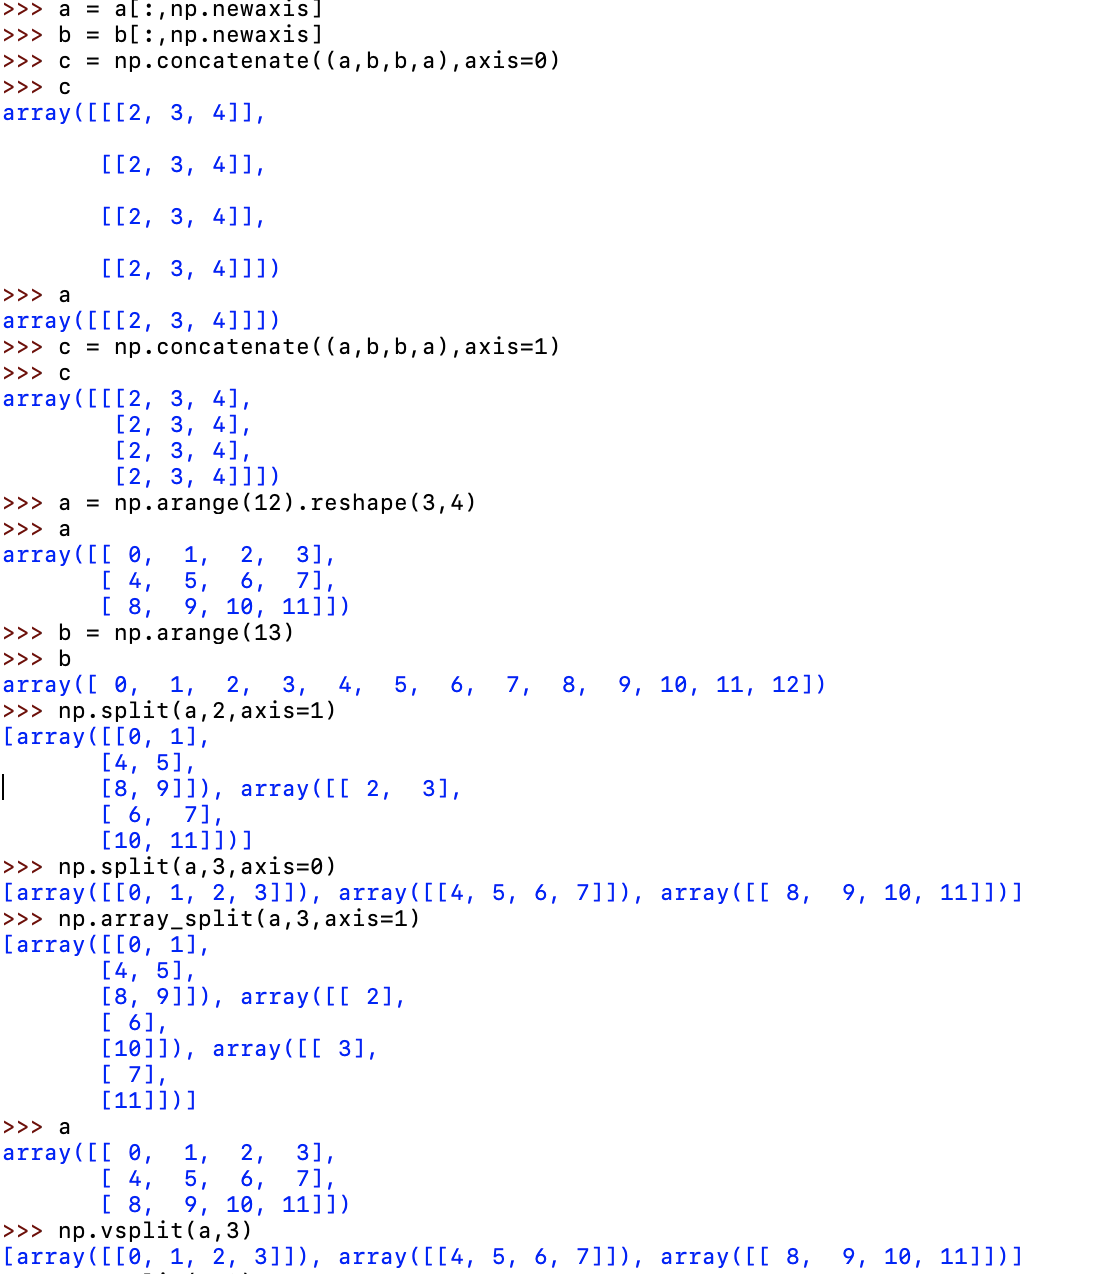 >>> a = a[:,np.newaxis]
>>> b = b[:,np.newaxis]
>>> c = np.concatenate((a,b,b,a),axis=0)
>>> c
array([[[2, 3, 4]],
       [[2, 3, 4]],
       [[2, 3, 4]],
       [[2, 3, 4]]])
>>> a
array([[[2, 3, 4]]])
>>> c = np.concatenate((a,b,b,a),axis=1)
>>> c
array([[[2, 3, 4],
        [2, 3, 4],
        [2, 3, 4],
        [2, 3, 4]]])
>>> a = np.arange(12).reshape(3,4)
>>> a
array([[ 0,  1,  2,  3],
       [ 4,  5,  6,  7],
       [ 8,  9, 10, 11]])
>>> b = np.arange(13)
>>> b
array([ 0,  1,  2,  3,  4,  5,  6,  7,  8,  9, 10, 11, 12])
>>> np.split(a,2,axis=1)
[array([[0, 1],
       [4, 5],
       [8, 9]]), array([[ 2,  3],
       [ 6,  7],
       [10, 11]])]
>>> np.split(a,3,axis=0)
[array([[0, 1, 2, 3]]), array([[4, 5, 6, 7]]), array([[ 8,  9, 10, 11]])]
>>> np.array_split(a,3,axis=1)
[array([[0, 1],
       [4, 5],
       [8, 9]]), array([[ 2],
       [ 6],
       [10]]), array([[ 3],
       [ 7],
       [11]])]
>>> a
array([[ 0,  1,  2,  3],
       [ 4,  5,  6,  7],
       [ 8,  9, 10, 11]])
>>> np.vsplit(a,3)
[array([[0, 1, 2, 3]]), array([[4, 5, 6, 7]]), array([[ 8,  9, 10, 11]])]